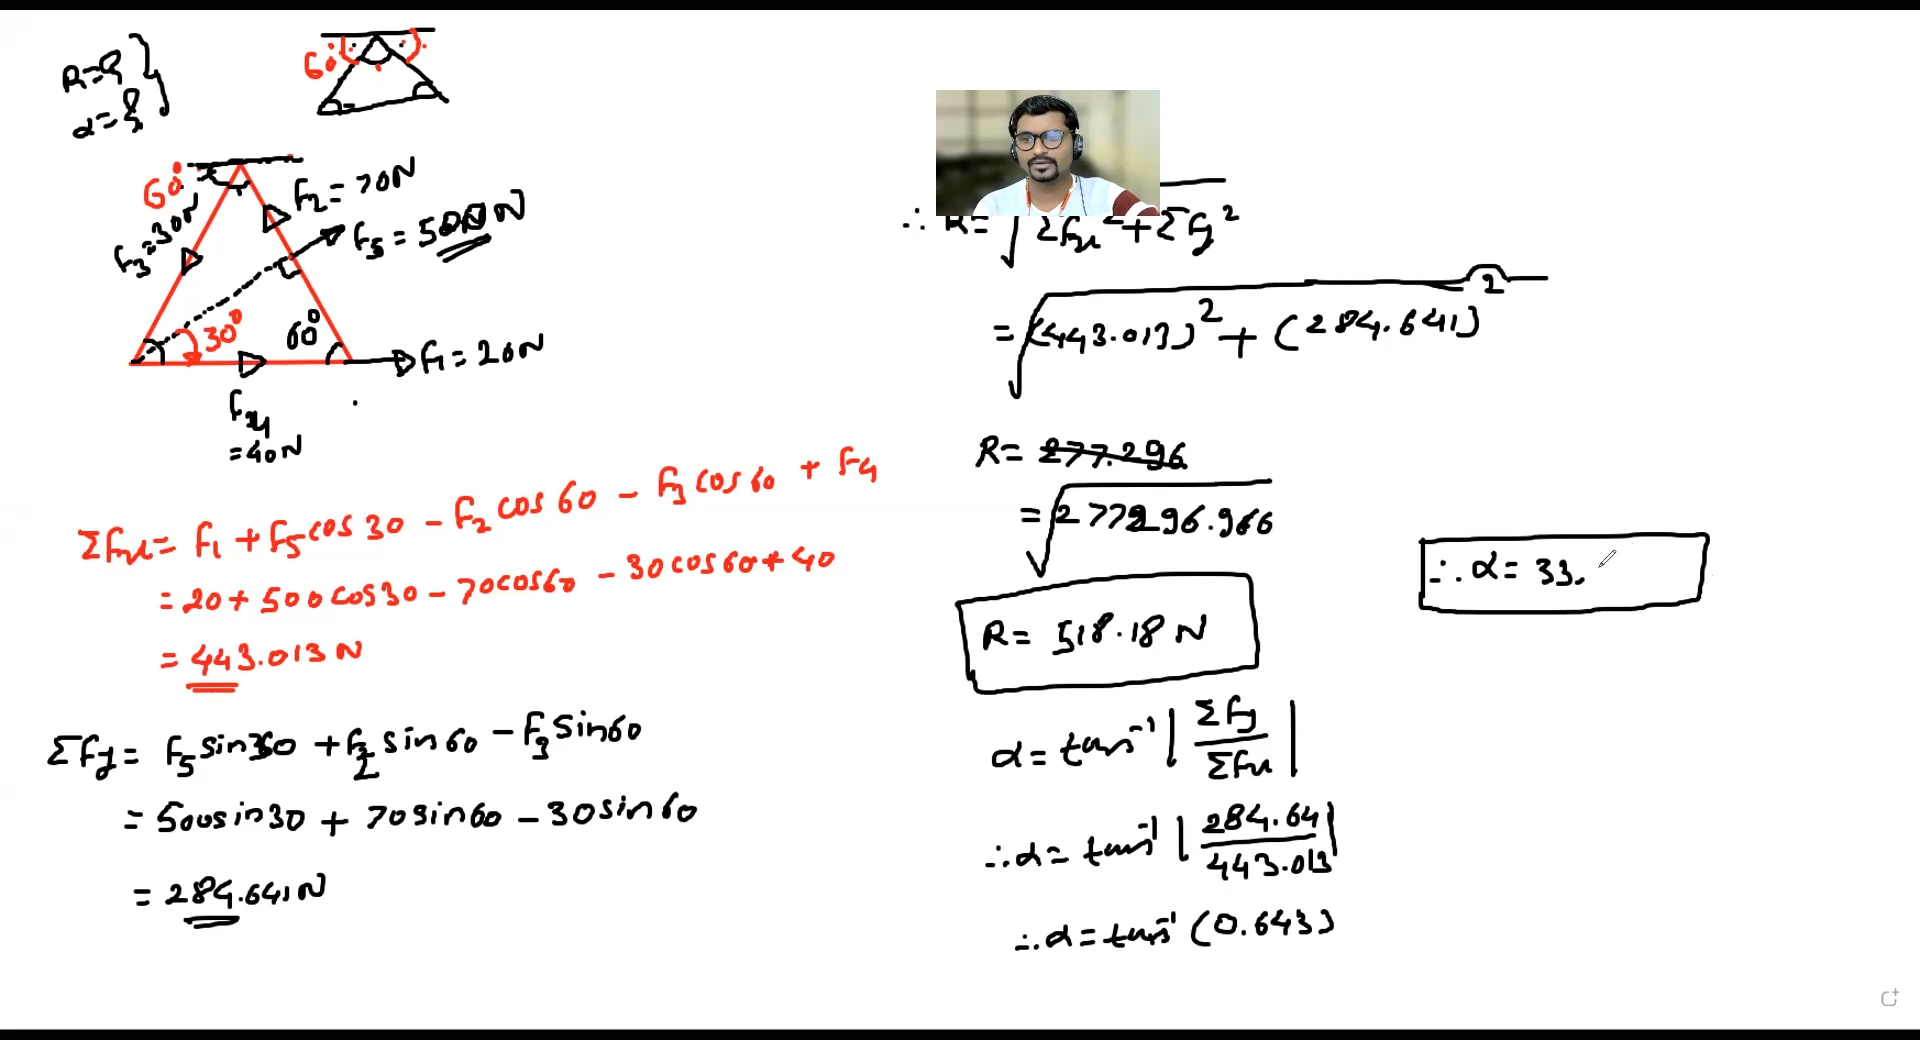 R=?
α=?
60°
60°
F2=70N
F3=30N
F5=500N
30°
60°
F1=20N
F4
=40N
ΣFx= F1+F5cos30-F2cos60-F3cos60+F4
=20+500cos30-70cos60-30cos60+40
=443.013N
ΣFy= F5sin30+F2sin60-F3sin60
=500sin30+70sin60-30sin60
=284.641N
∴R=√ΣFx²+ΣFy²
=√(443.013)²+(284.641)²
R=277.296
=√277296.966
R= 518.18N
α=tan⁻¹|ΣFy/ΣFx|
∴α=tan⁻¹|284.64/443.013|
∴α=tan⁻¹(0.643)
∴α=33.